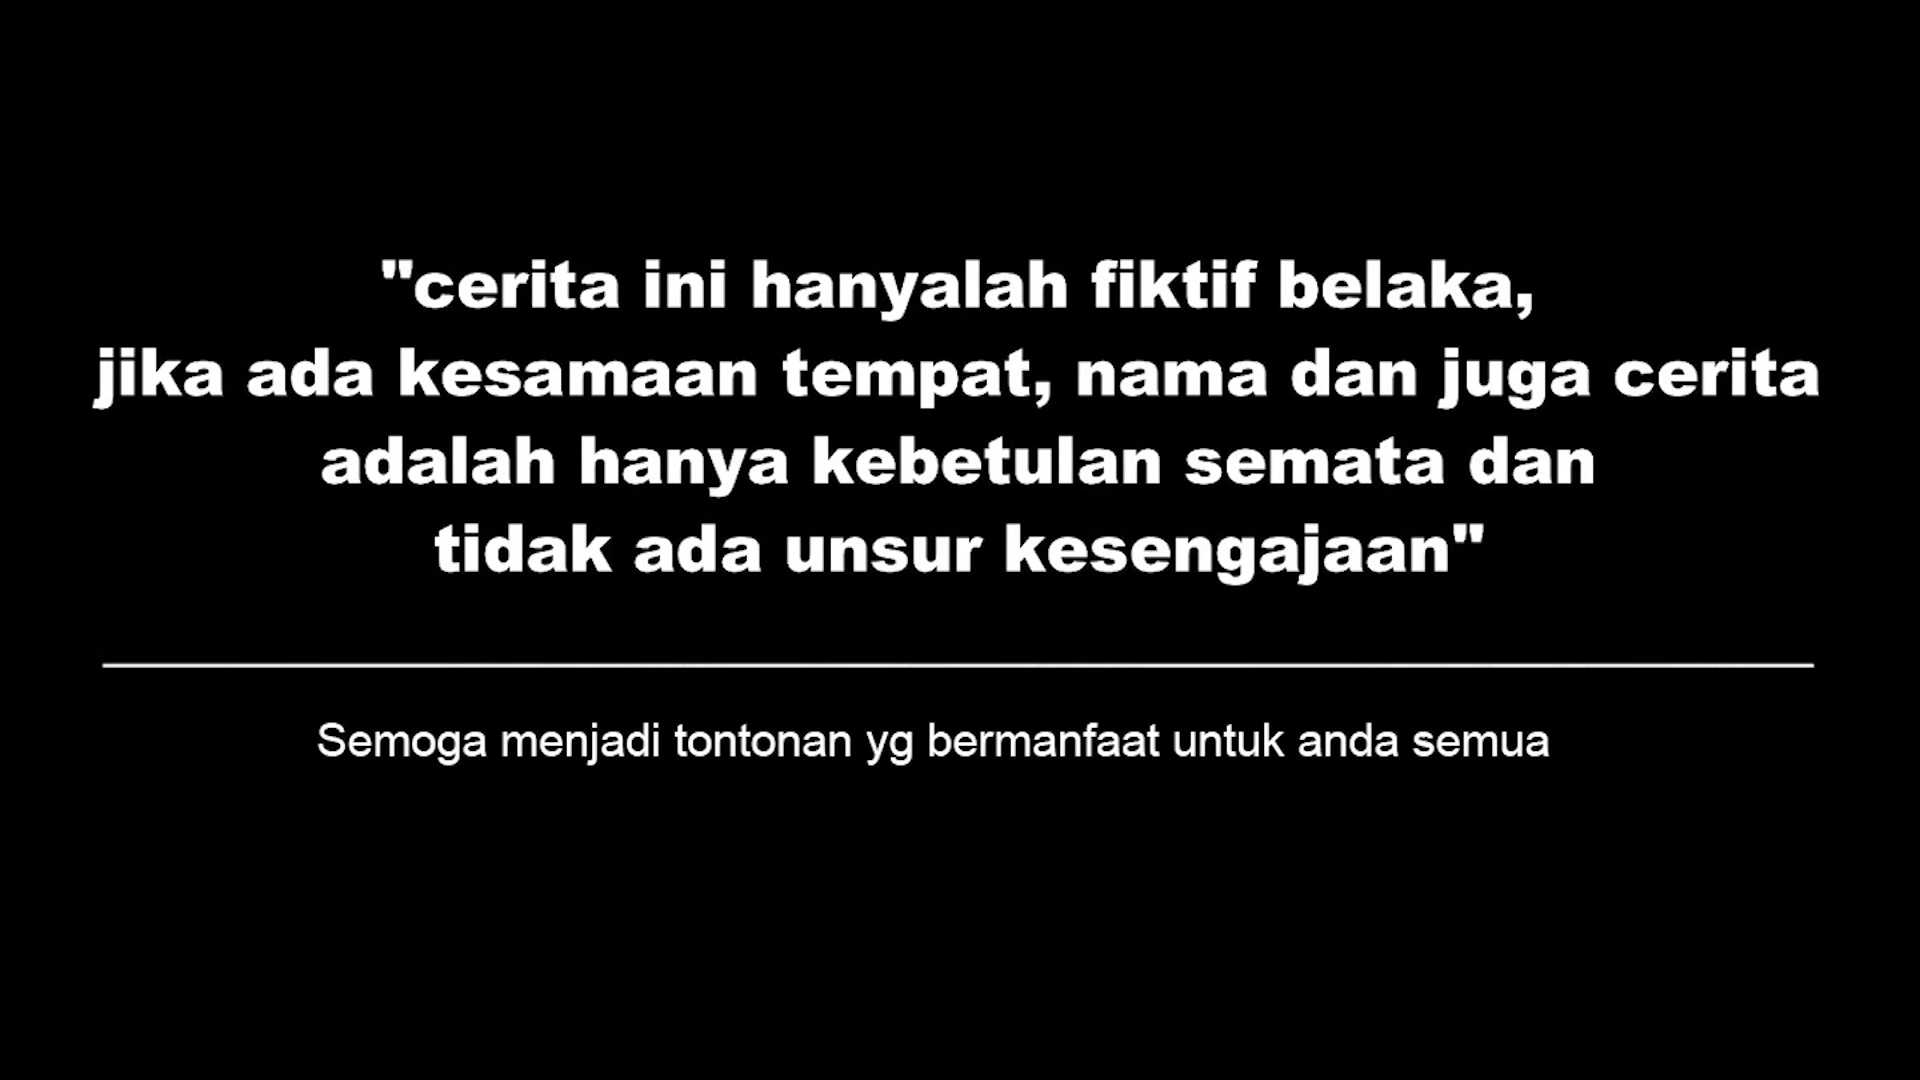 "cerita ini hanyalah fiktif belaka,
jika ada kesamaan tempat, nama dan juga cerita
adalah hanya kebetulan semata dan
tidak ada unsur kesengajaan"
Semoga menjadi tontonan yg bermanfaat untuk anda semua